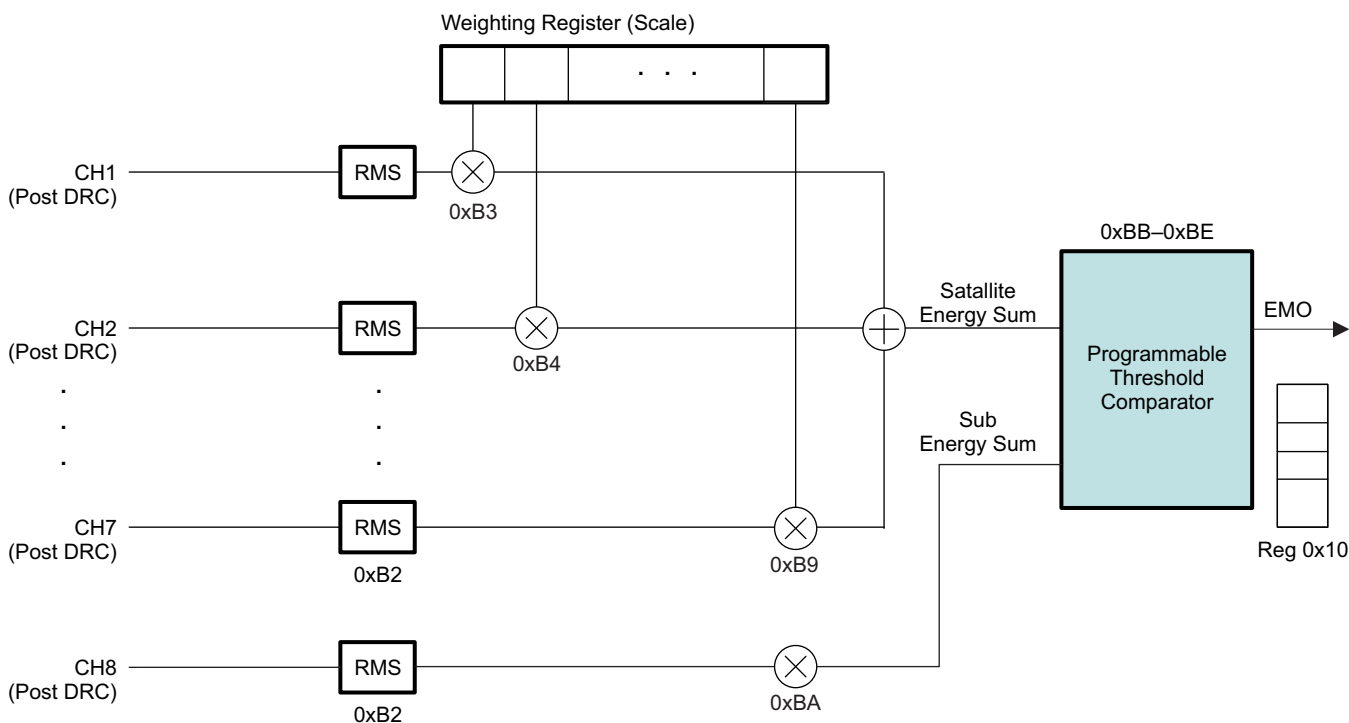 Weighting Register (Scale)
. . .
CH1
(Post DRC)
RMS
0xB3
CH2
(Post DRC)
RMS
0xB4
.
.
.
.
.
.
CH7
(Post DRC)
RMS
0xB2
0xB9
CH8
(Post DRC)
RMS
0xB2
0xBA
Satallite
Energy Sum
Sub
Energy Sum
0xBB–0xBE
Programmable
Threshold
Comparator
EMO
Reg 0x10